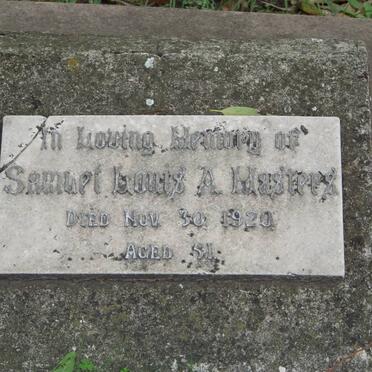 In Loving Memory of
Samuel Louis A. Masters
Died Nov. 30, 1920
Aged 51